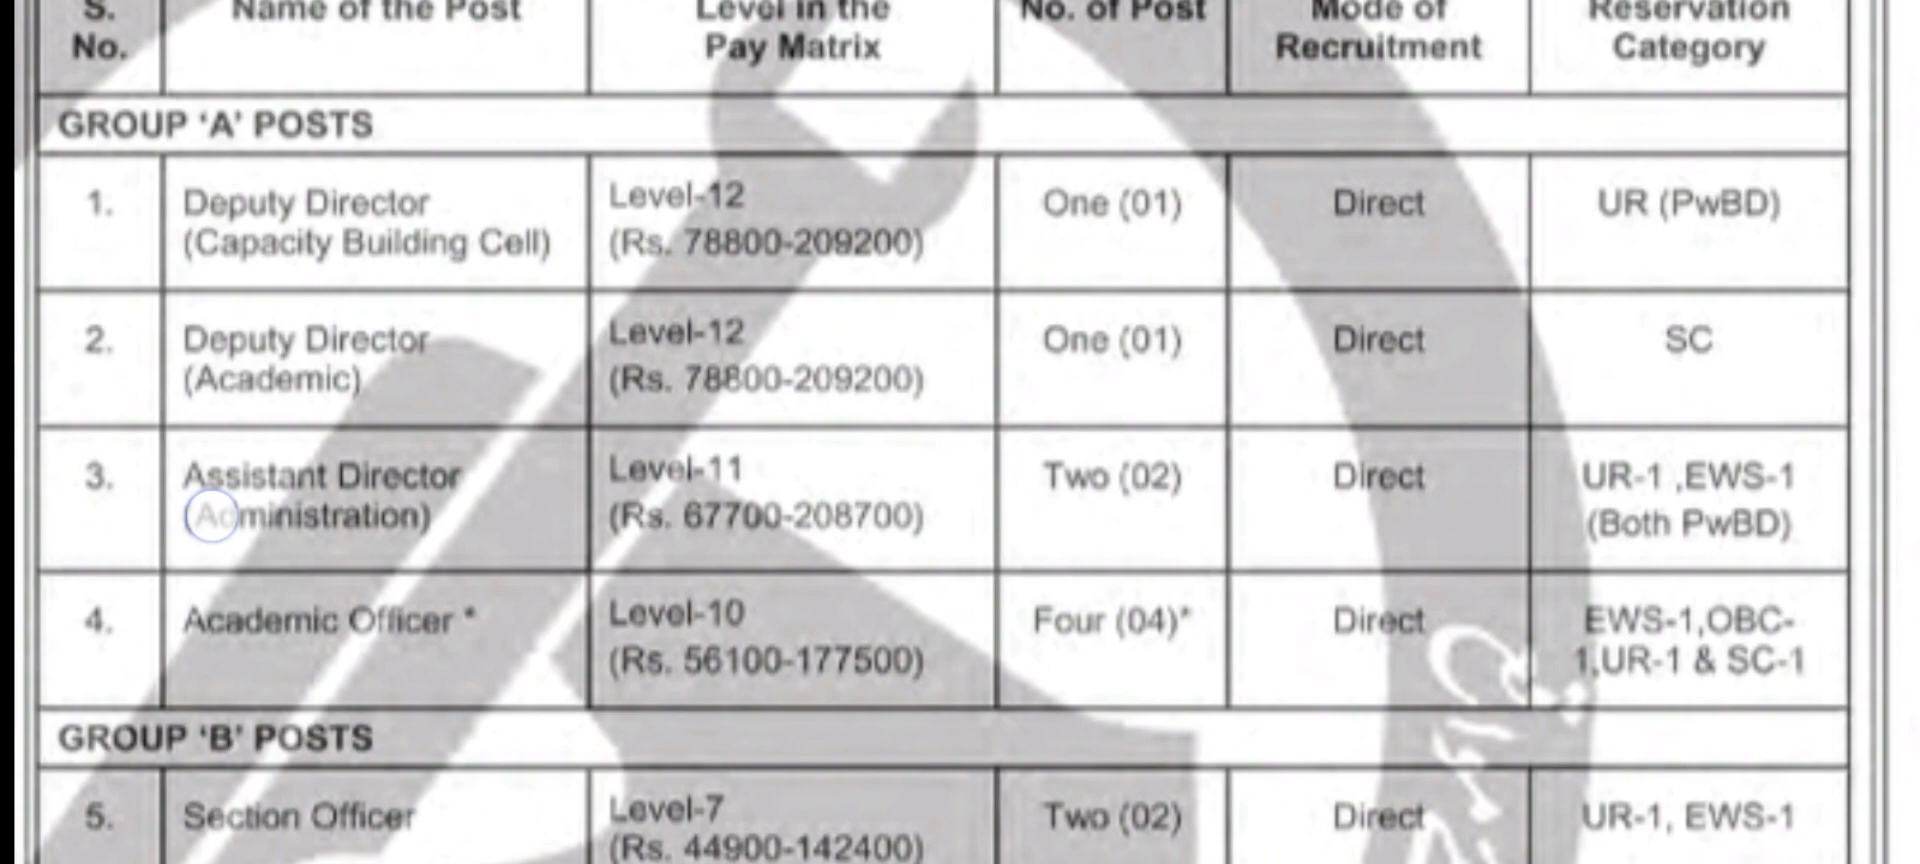 S. No.
Name of the Post
Level in the Pay Matrix
No. of Post
Mode of Recruitment
Reservation Category
GROUP ‘A’ POSTS
1.
Deputy Director
(Capacity Building Cell)
Level-12
(Rs. 78800-209200)
One (01)
Direct
UR (PwBD)
2.
Deputy Director
(Academic)
Level-12
(Rs. 78800-209200)
One (01)
Direct
SC
3.
Assistant Director
(Administration)
Level-11
(Rs. 67700-208700)
Two (02)
Direct
UR-1 ,EWS-1
(Both PwBD)
4.
Academic Officer *
Level-10
(Rs. 56100-177500)
Four (04)*
Direct
EWS-1,OBC-
1,UR-1 & SC-1
GROUP ‘B’ POSTS
5.
Section Officer
Level-7
(Rs. 44900-142400)
Two (02)
Direct
UR-1, EWS-1